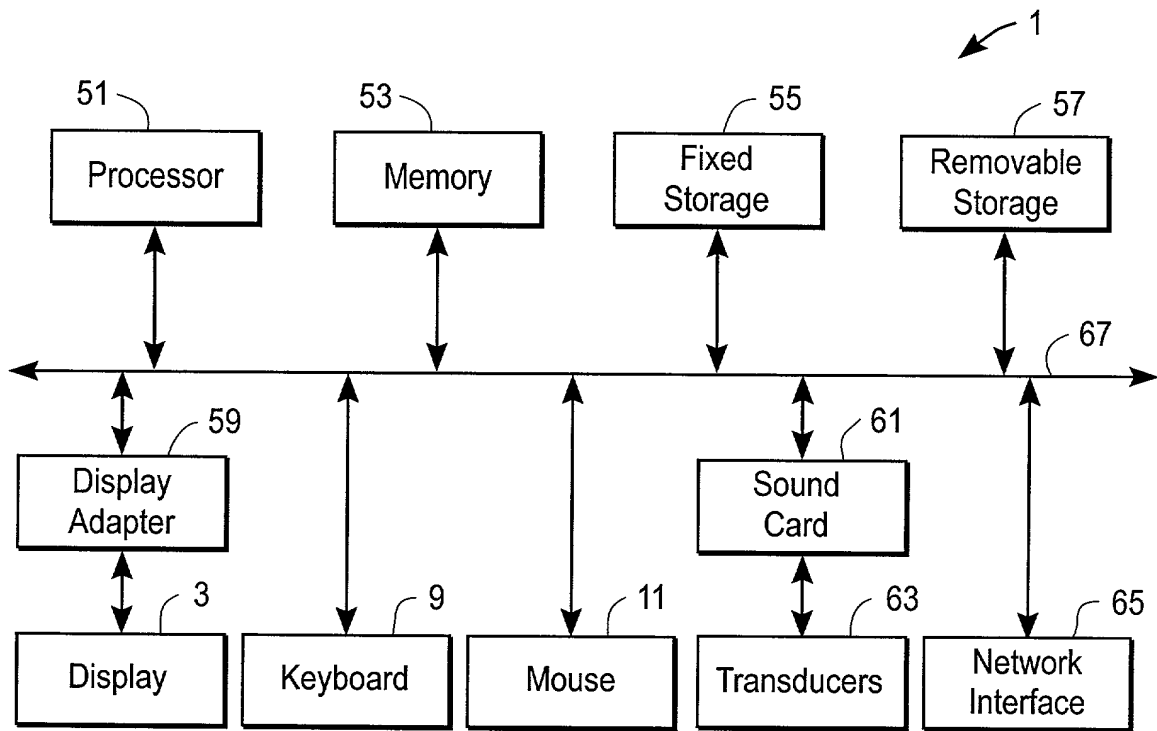 1
51
53
55
57
Processor
Memory
Fixed
Storage
Removable
Storage
67
59
61
Display
Adapter
Sound
Card
3
9
11
63
65
Display
Keyboard
Mouse
Transducers
Network
Interface